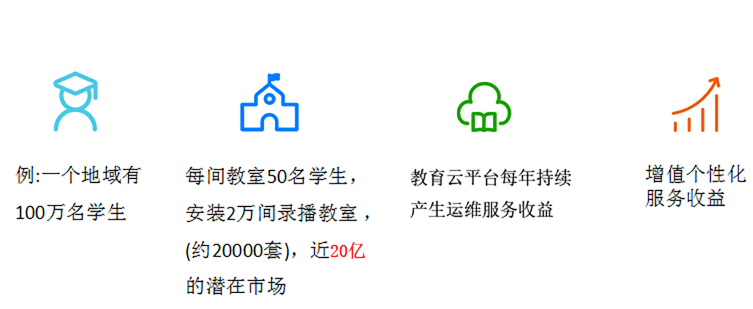 例:一个地域有
100万名学生
每间教室50名学生，
安装2万间录播教室，
(约20000套)，近20亿
的潜在市场
教育云平台每年持续
产生运维服务收益
增值个性化
服务收益